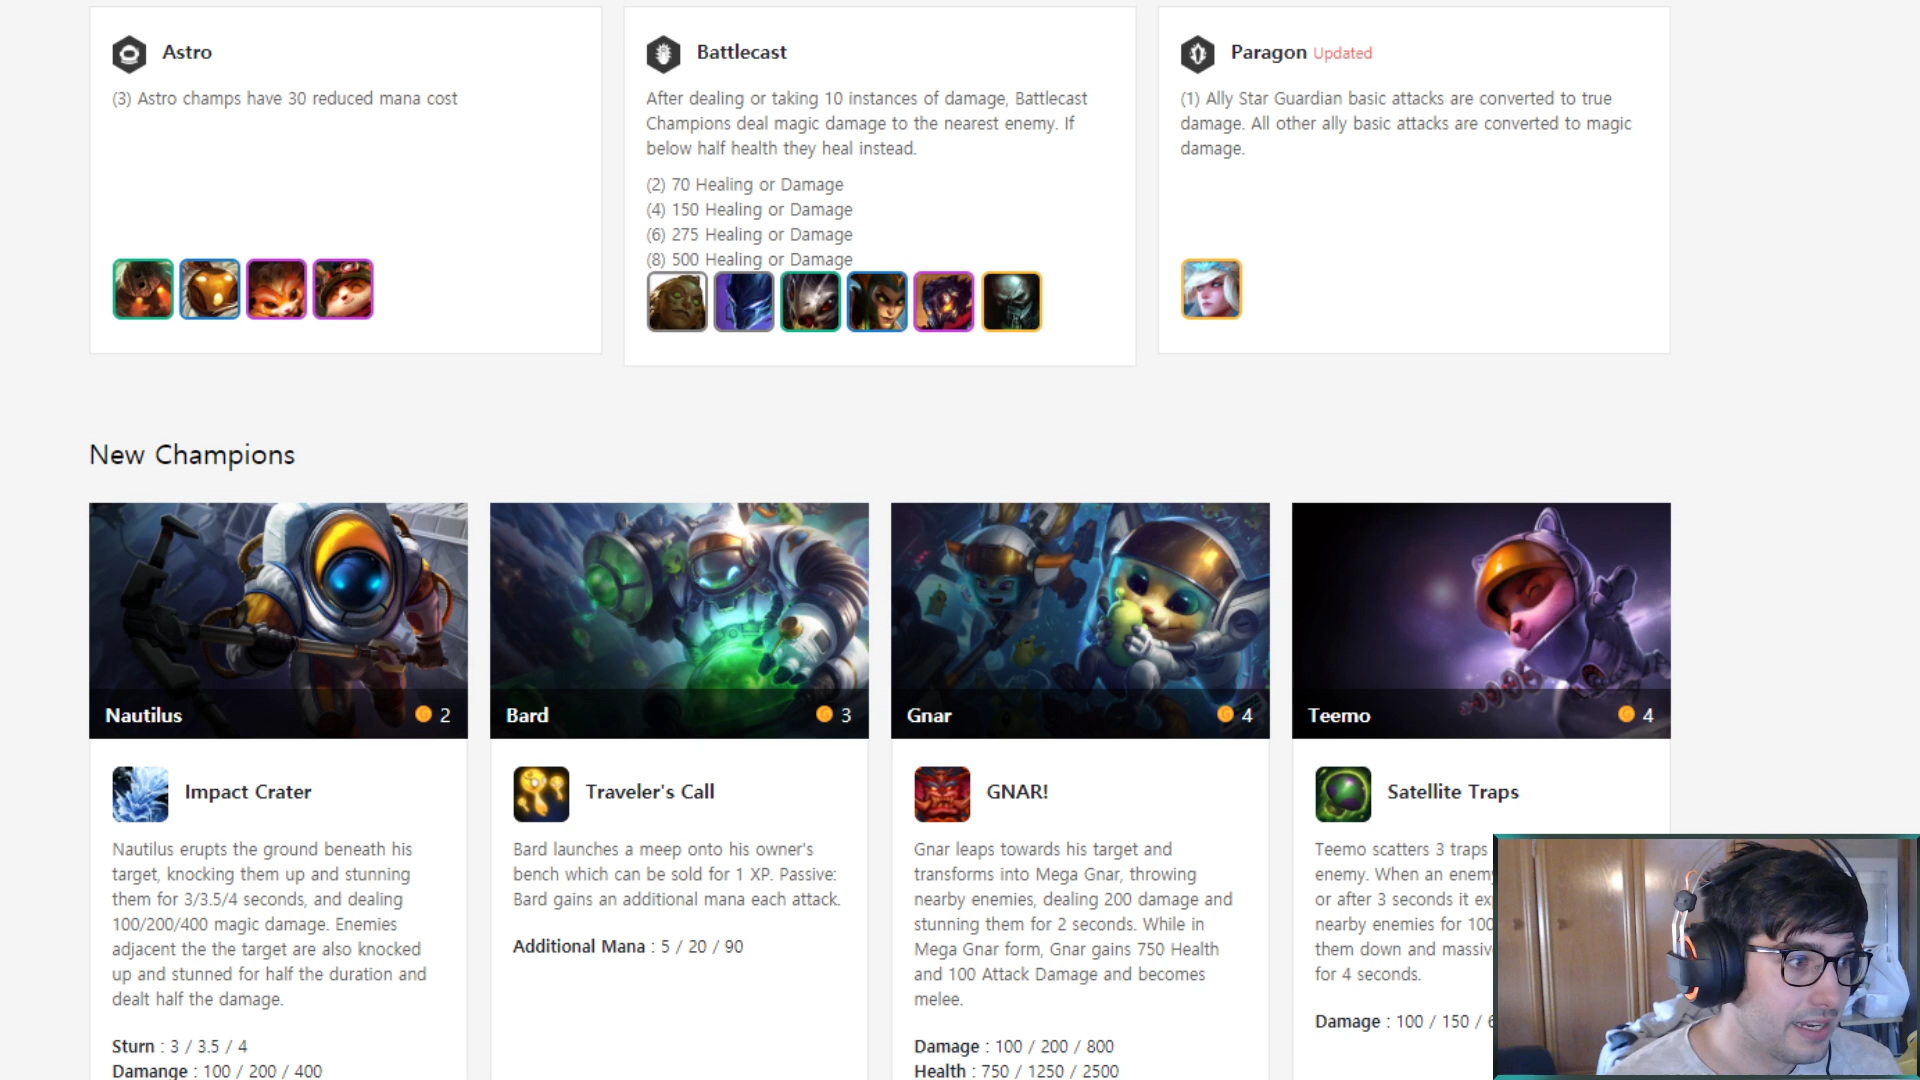 Astro
(3) Astro champs have 30 reduced mana cost
Battlecast
After dealing or taking 10 instances of damage, Battlecast
Champions deal magic damage to the nearest enemy. If
below half health they heal instead.
(2) 70 Healing or Damage
(4) 150 Healing or Damage
(6) 275 Healing or Damage
(8) 500 Healing or Damage
Paragon Updated
(1) Ally Star Guardian basic attacks are converted to true
damage. All other ally basic attacks are converted to magic
damage.
New Champions
Nautilus 2
Impact Crater
Nautilus erupts the ground beneath his
target, knocking them up and stunning
them for 3/3.5/4 seconds, and dealing
100/200/400 magic damage. Enemies
adjacent the the target are also knocked
up and stunned for half the duration and
dealt half the damage.
Sturn : 3 / 3.5 / 4
Damange : 100 / 200 / 400
Bard 3
Traveler's Call
Bard launches a meep onto his owner's
bench which can be sold for 1 XP. Passive:
Bard gains an additional mana each attack.
Additional Mana : 5 / 20 / 90
Gnar 4
GNAR!
Gnar leaps towards his target and
transforms into Mega Gnar, throwing
nearby enemies, dealing 200 damage and
stunning them for 2 seconds. While in
Mega Gnar form, Gnar gains 750 Health
and 100 Attack Damage and becomes
melee.
Damage : 100 / 200 / 800
Health : 750 / 1250 / 2500
Teemo 4
Satellite Traps
Teemo scatters 3 traps
enemy. When an enemy
or after 3 seconds it
nearby enemies for 100
them down and
for 4 seconds.
Damage : 100 / 150 /